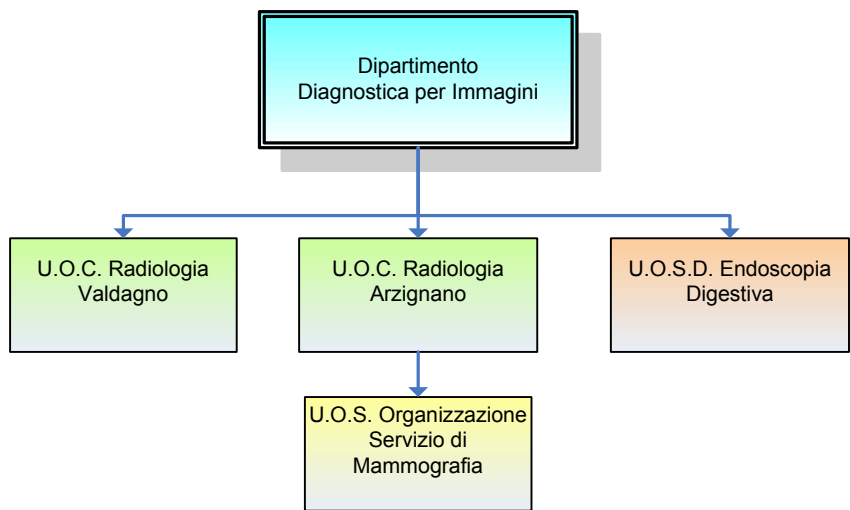 Dipartimento
Diagnostica per Immagini
U.O.C. Radiologia
Valdagno
U.O.C. Radiologia
Arzignano
U.O.S.D. Endoscopia
Digestiva
U.O.S. Organizzazione
Servizio di
Mammografia